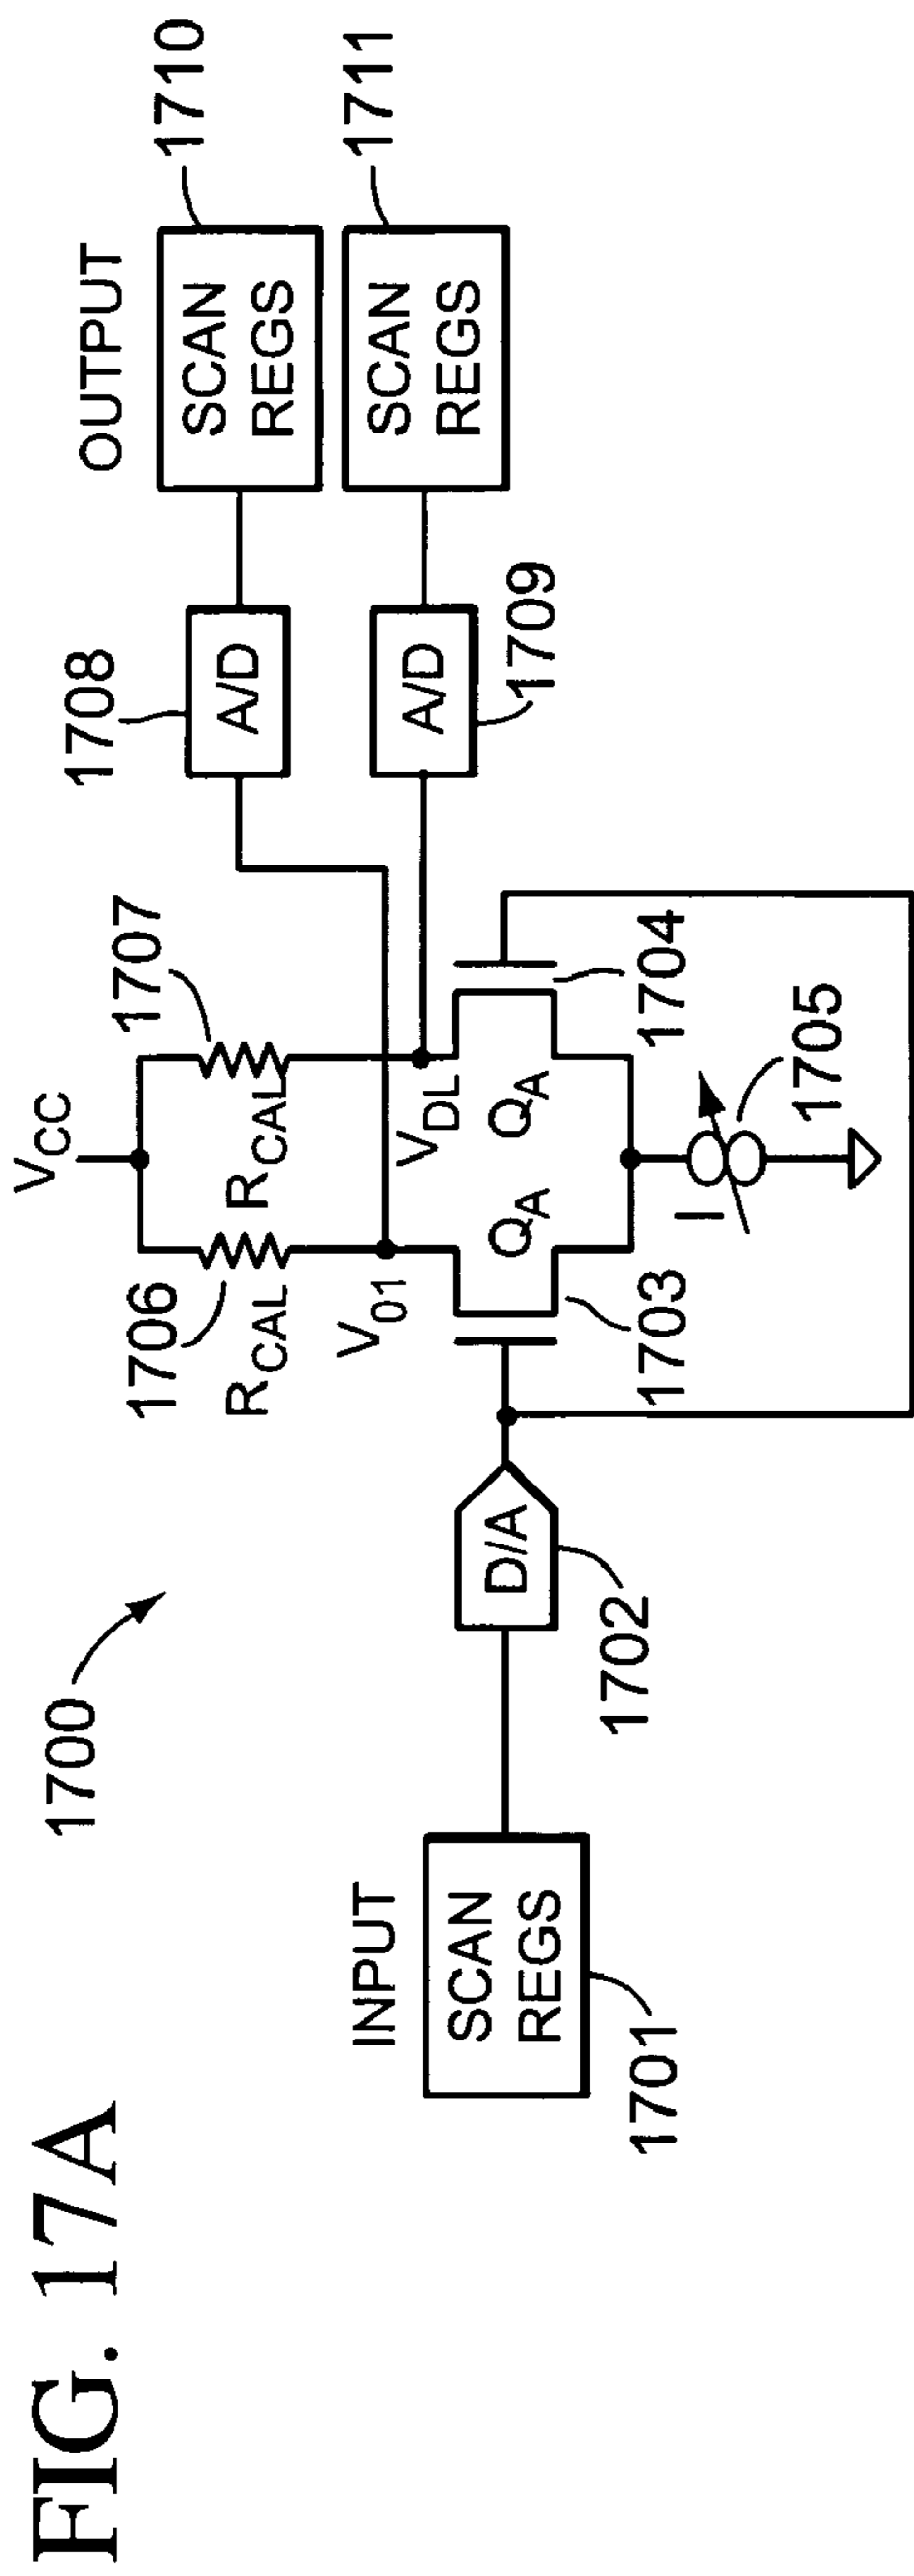 FIG. 17A
1700
INPUT
SCAN
REGS
1701
D/A
1702
VCC
1706
RCAL
RCAL
1707
V01
VDL
QA
QA
1703
1704
I
1705
1708
A/D
A/D
1709
OUTPUT
SCAN
REGS
1710
SCAN
REGS
1711